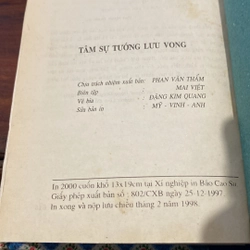 TÂM SỰ TƯỚNG LƯU VONG
Chịu trách nhiệm xuất bản: PHAN VĂN THẮM
Biên tập MAI VIỆT
Vẽ bìa ĐẶNG KIM QUANG
Sửa bản in MỸ - VINH - ANH
In 2000 cuốn khổ 13x19cm tại Xí nghiệp in Bảo Cao Su
Giấy phép xuất bản số : 802/CXB ngày 25-12-1997.
In xong và nộp lưu chiểu tháng 2 năm 1998.